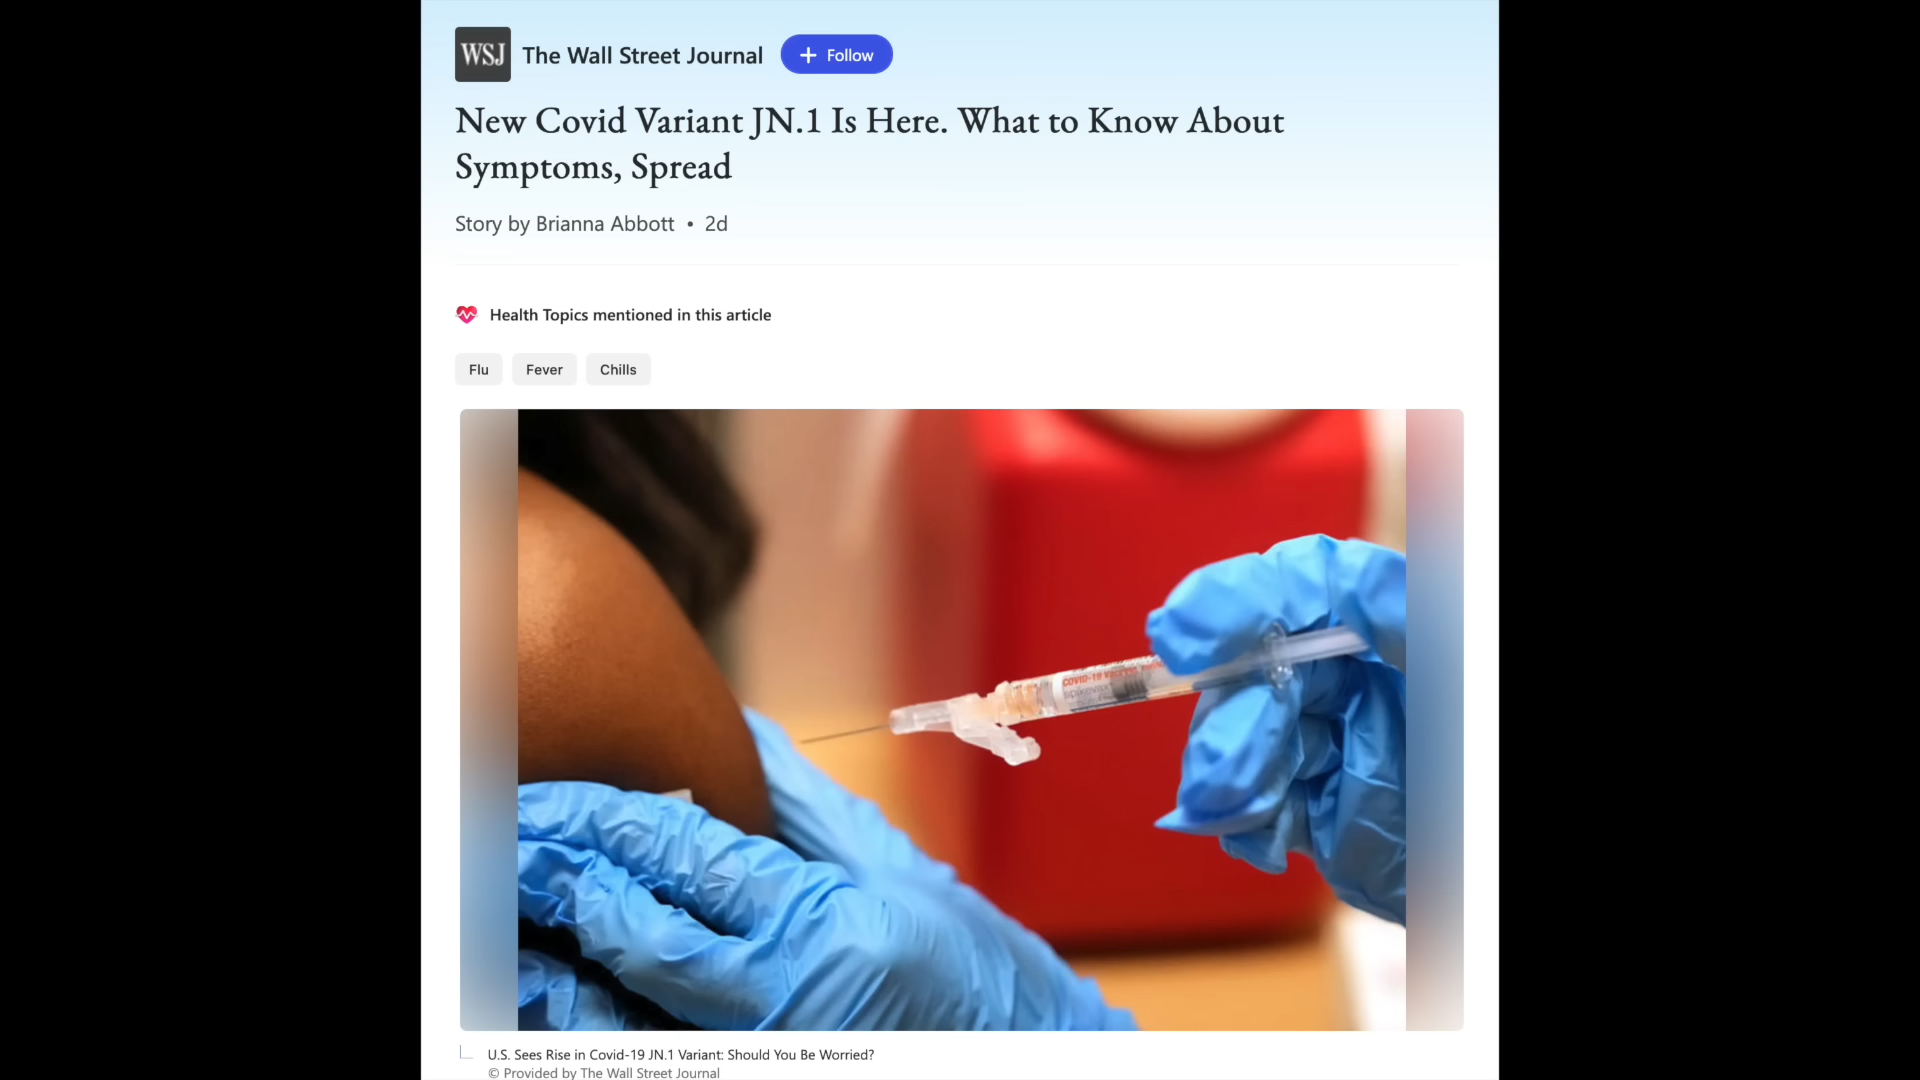 WSJ The Wall Street Journal + Follow
New Covid Variant JN.1 Is Here. What to Know About
Symptoms, Spread
Story by Brianna Abbott • 2d
Health Topics mentioned in this article
Flu Fever Chills
COVID-19
U.S. Sees Rise in Covid-19 JN.1 Variant: Should You Be Worried?
© Provided by The Wall Street Journal